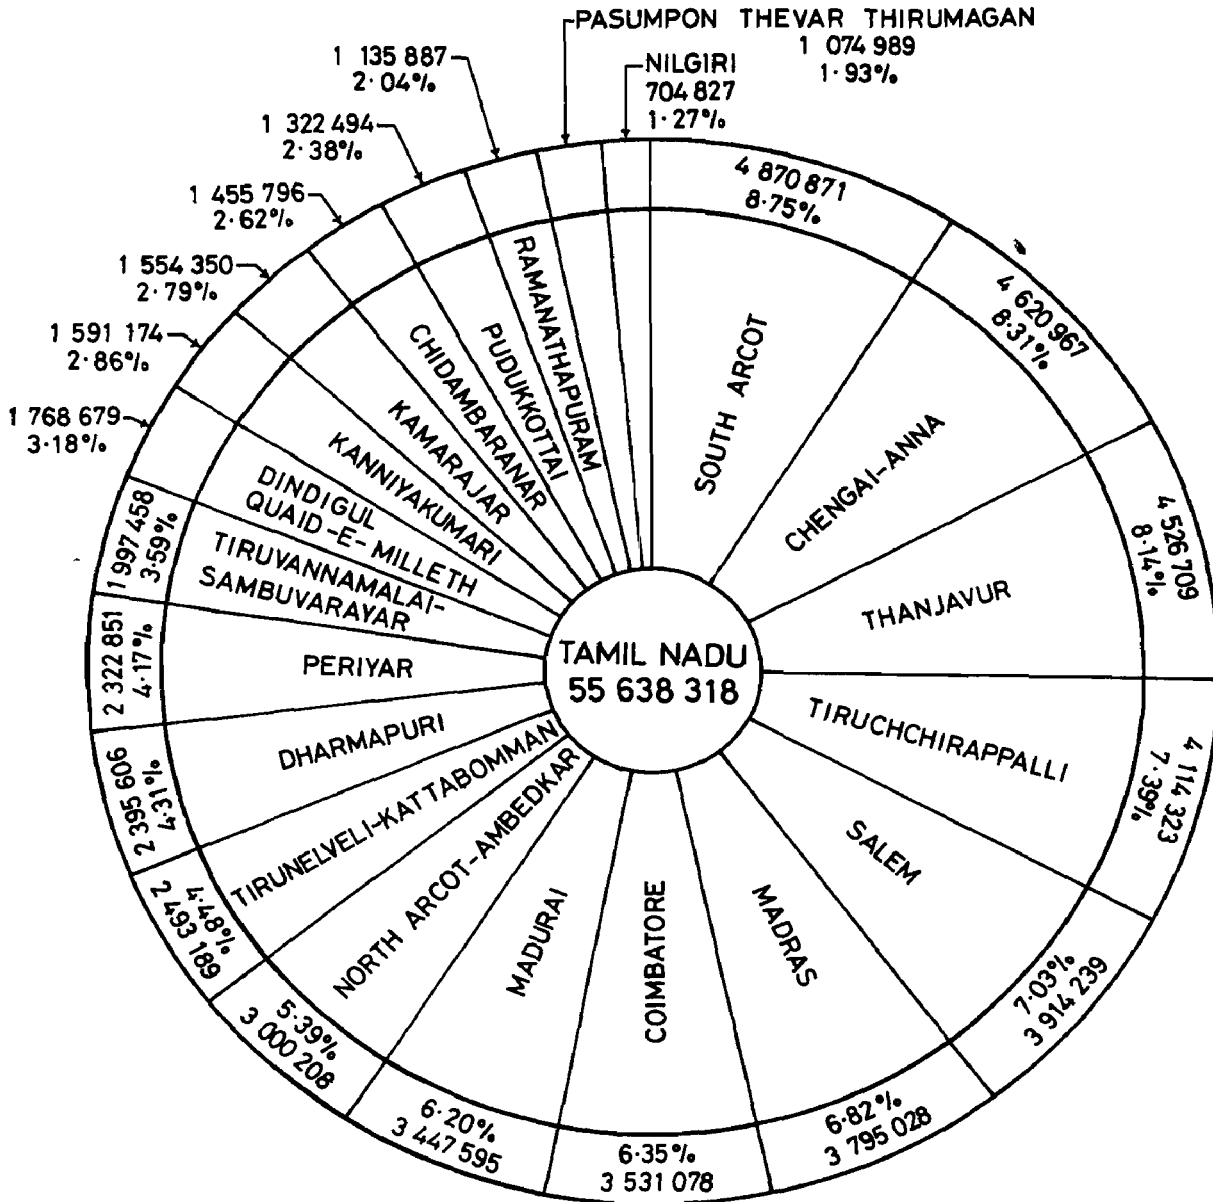 PASUMPON THEVAR THIRUMAGAN
1 074 989
1·93%
NILGIRI
704 827
1·27%
1 135 887
2·04%
1 322 494
2·38%
1 455 796
2·62%
1 554 350
2·79%
1 591 174
2·86%
1 768 679
3·18%
4 870 871
8·75%
SOUTH ARCOT
4 620 967
8·31%
CHENGAI-ANNA
4 526 709
8·14%
THANJAVUR
4 114 323
7·39%
TIRUCHCHIRAPPALLI
7·03%
3 914 239
SALEM
6·82%
3 795 028
MADRAS
6·35%
3 531 078
COIMBATORE
6·20%
3 447 595
MADURAI
5·39%
3 000 208
NORTH ARCOT-AMBEDKAR
4·48%
2 493 189
TIRUNELVELI-KATTABOMMAN
2 395 606
4·31%
DHARMAPURI
2 322 851
4·17%
PERIYAR
1 997 458
3·59%
TIRUVANNAMALAI-
SAMBUVARAYAR
DINDIGUL
QUAID-E-MILLETH
KANNIYAKUMARI
KAMARAJAR
CHIDAMBARANAR
PUDUKKOTTAI
RAMANATHAPURAM
TAMIL NADU
55 638 318